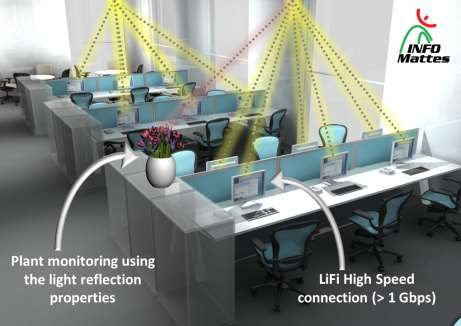 INFO
Mattes
Plant monitoring using
the light reflection
properties
LiFi High Speed
connection (> 1 Gbps)